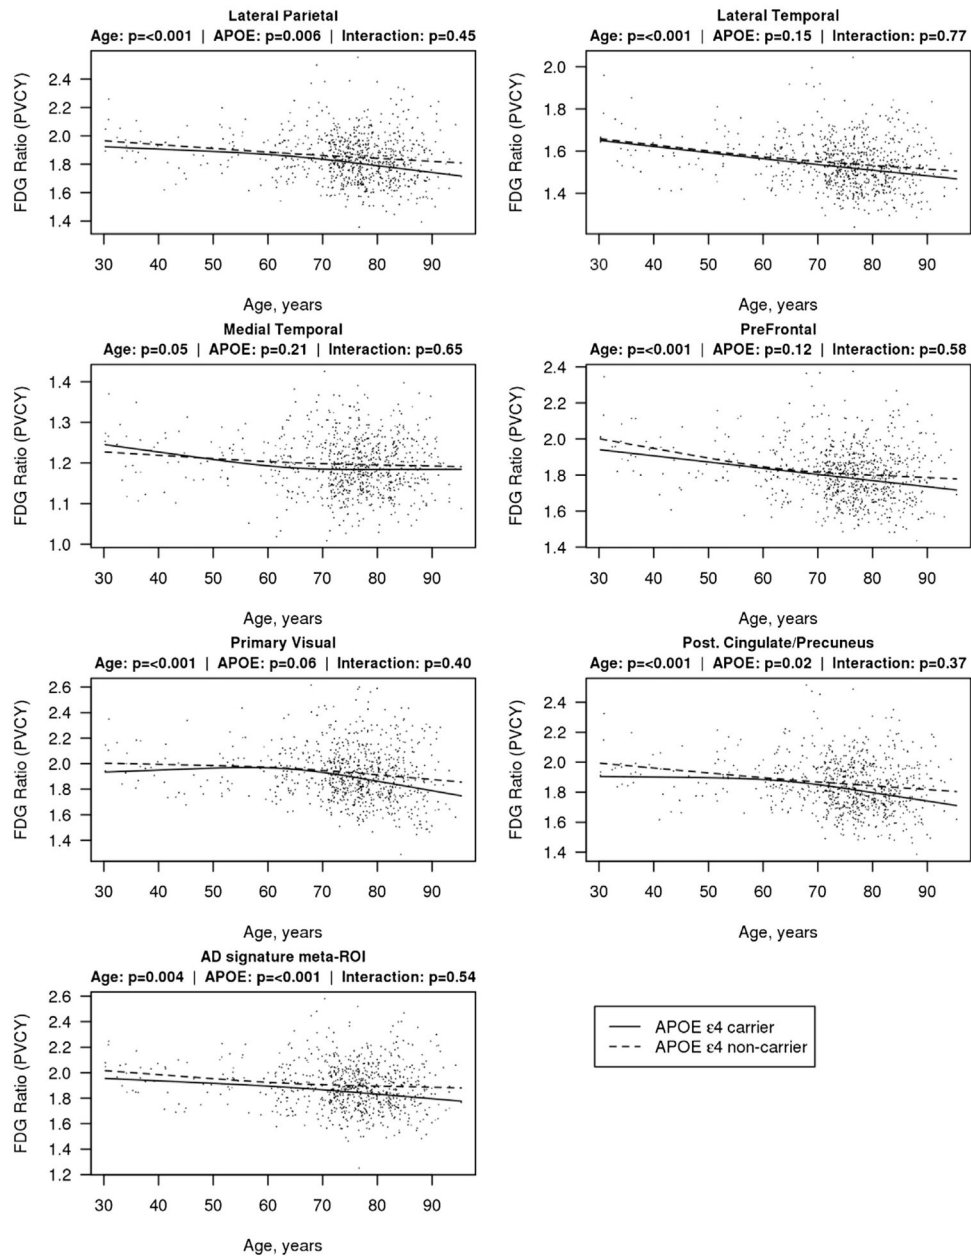 Lateral Parietal
Age: p=<0.001 | APOE: p=0.006 | Interaction: p=0.45
FDG Ratio (PVCY)
2.4
2.2
2.0
1.8
1.6
1.4
30 40 50 60 70 80 90
Age, years
Lateral Temporal
Age: p=<0.001 | APOE: p=0.15 | Interaction: p=0.77
FDG Ratio (PVCY)
2.0
1.8
1.6
1.4
30 40 50 60 70 80 90
Age, years
Medial Temporal
Age: p=0.05 | APOE: p=0.21 | Interaction: p=0.65
FDG Ratio (PVCY)
1.4
1.3
1.2
1.1
1.0
30 40 50 60 70 80 90
Age, years
PreFrontal
Age: p=<0.001 | APOE: p=0.12 | Interaction: p=0.58
FDG Ratio (PVCY)
2.4
2.2
2.0
1.8
1.6
1.4
30 40 50 60 70 80 90
Age, years
Primary Visual
Age: p=<0.001 | APOE: p=0.06 | Interaction: p=0.40
FDG Ratio (PVCY)
2.6
2.4
2.2
2.0
1.8
1.6
1.4
30 40 50 60 70 80 90
Age, years
Post. Cingulate/Precuneus
Age: p=<0.001 | APOE: p=0.02 | Interaction: p=0.37
FDG Ratio (PVCY)
2.4
2.2
2.0
1.8
1.6
1.4
30 40 50 60 70 80 90
Age, years
AD signature meta-ROI
Age: p=0.004 | APOE: p=<0.001 | Interaction: p=0.54
FDG Ratio (PVCY)
2.6
2.4
2.2
2.0
1.8
1.6
1.4
1.2
30 40 50 60 70 80 90
Age, years
APOE ε4 carrier
APOE ε4 non-carrier